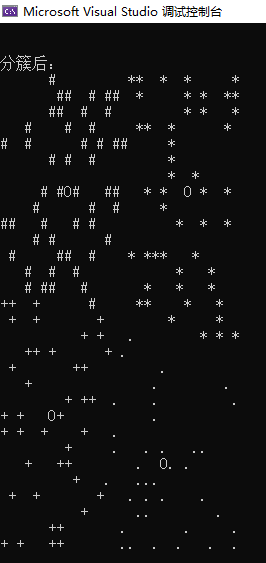 Microsoft Visual Studio 调试控制台
分簇后:
      #         **  *  *     *
       ##  # ##  *     * *  **
      ##  #  #         * *   *
   #    #  #     **  *      *
#  #      # # ##     *
      # # #          *
                     *  *
     # #O#   ##   * *  O * *
    #      #  #     *
##   #   # #          *  *  *
    # #      #
 #     ##  #    * ***   *
   #  #  #            *   *
   # ##   #       *    *   *
++  +      #     **    *   *
 +  +       +        *     *
          + +   .        * * *
   ++ +      + .
 +       ++         .
   +               .        .
        + ++  .    .         .
+ +   O+           .
+ +  +    +   .
        +     .   . .   ..
   +   ++        .  O. .
         +   .   ...
 +  +       +   . . .    .
          +      ..        .
      ++       .       .  .
+ +   ++       ..  .  .  .